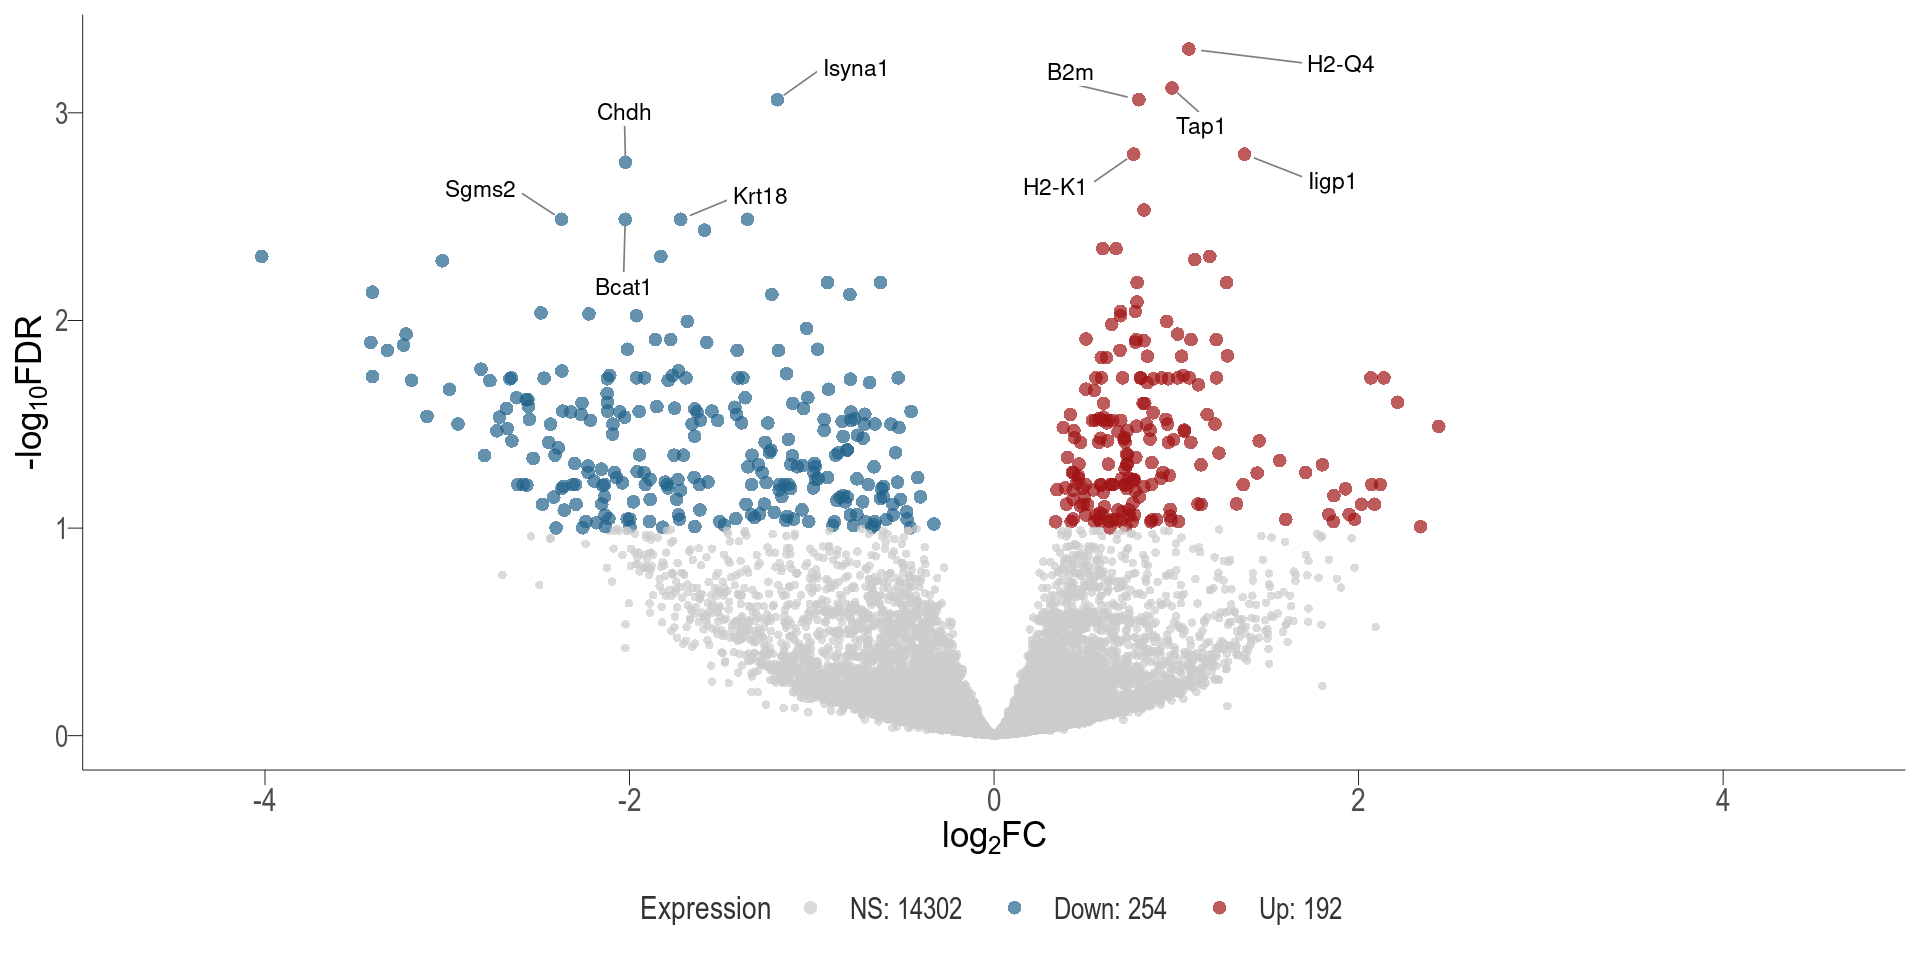 H2-Q4
Isyna1
B2m
Chdh
Tap1
Iigp1
H2-K1
Sgms2
Krt18
Bcat1
3
2
1
0
-log10FDR
-4
-2
0
2
4
log2FC
Expression
NS: 14302
Down: 254
Up: 192